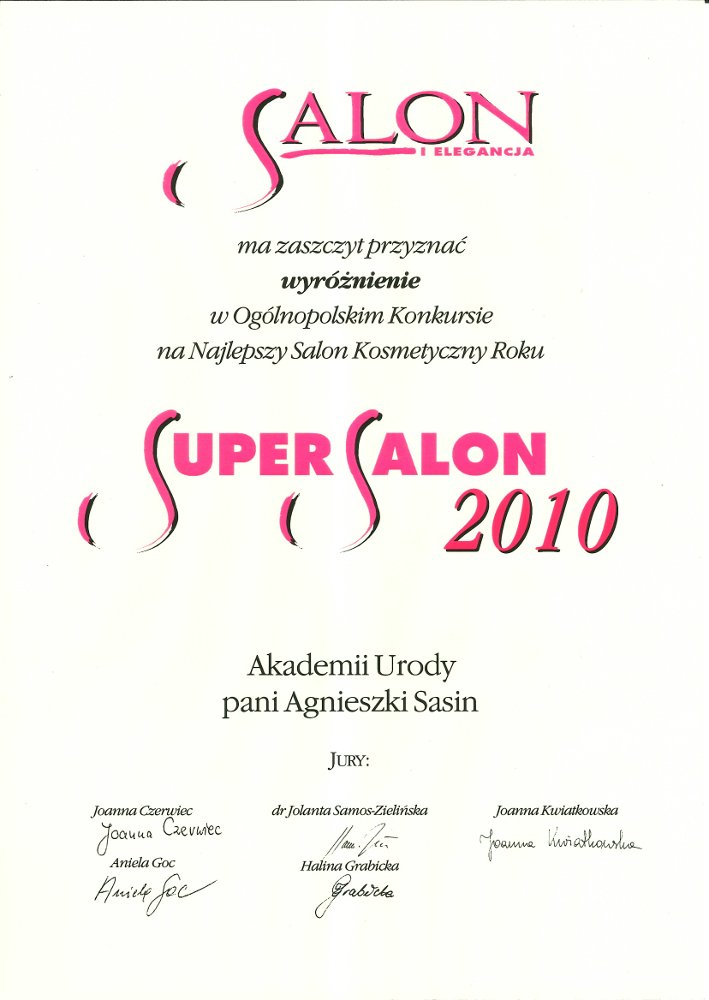 SALON
I ELEGANCJA
ma zaszczyt przyznać
wyróżnienie
w Ogólnopolskim Konkursie
na Najlepszy Salon Kosmetyczny Roku
SUPER SALON
2010
Akademii Urody
pani Agnieszki Sasin
JURY:
Joanna Czerwiec dr Jolanta Samos-Zielińska Joanna Kwiatkowska
Joanna Czerwiec Joanna Kwiatkowska
Aniela Goc Halina Grabicka
Aniela Goc Grabicka